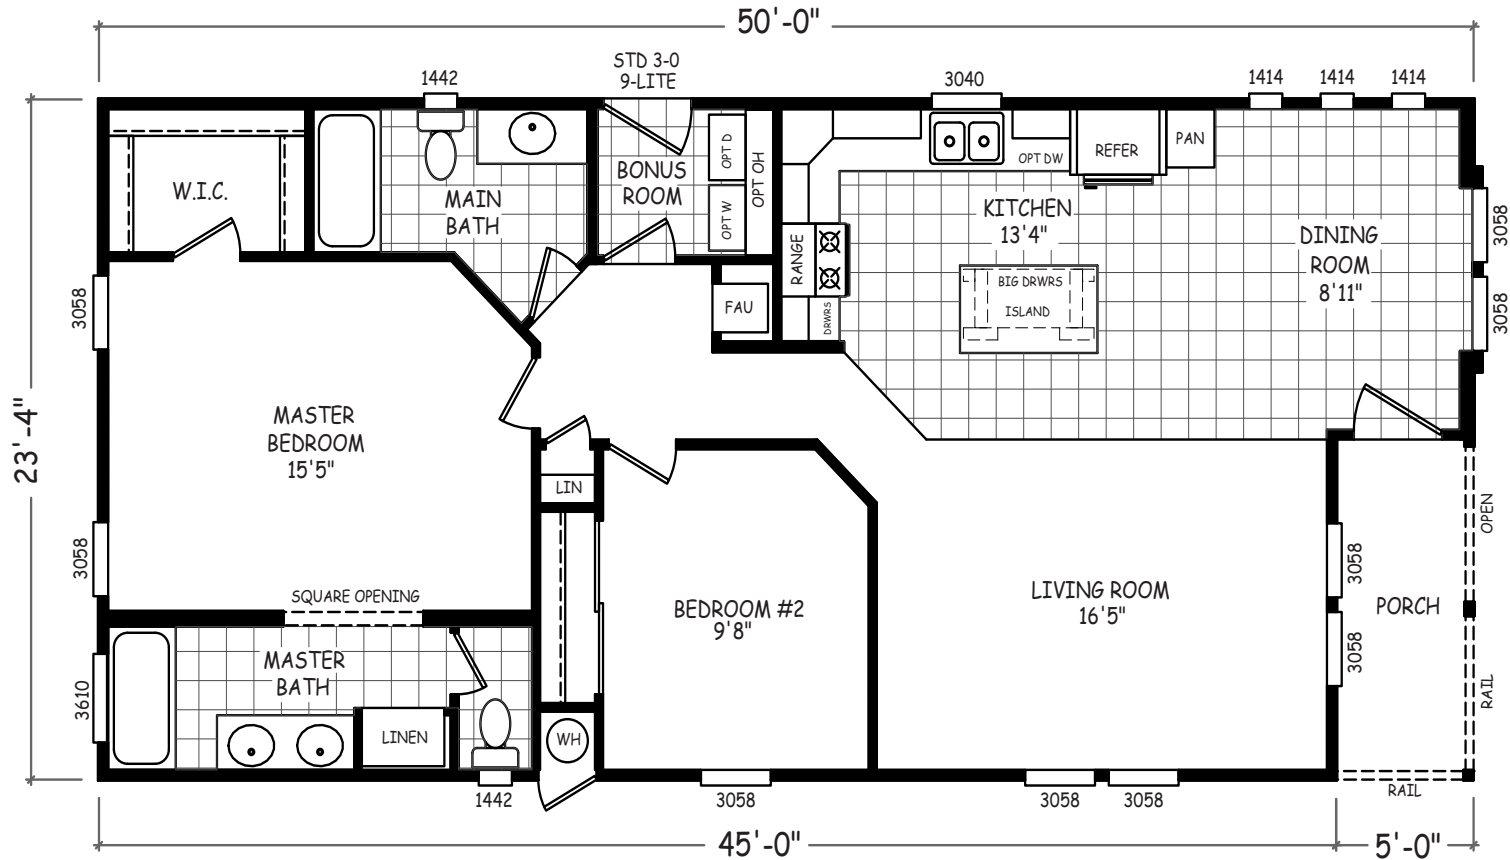 50'-0"
STD 3-0
9-LITE
1442
3040
1414
1414
1414
W.I.C.
MAIN
BATH
BONUS
ROOM
OPT D
OPT W
OPT OH
OPT DW
REFER
PAN
KITCHEN
13'4"
RANGE
DRWRS
BIG DRWRS
ISLAND
DINING
ROOM
8'11"
3058
3058
3058
FAU
23'-4"
MASTER
BEDROOM
15'5"
LIN
3058
SQUARE OPENING
BEDROOM #2
9'8"
LIVING ROOM
16'5"
3058
3058
PORCH
OPEN
RAIL
MASTER
BATH
3610
LINEN
WH
1442
3058
3058
3058
RAIL
45'-0"
5'-0"